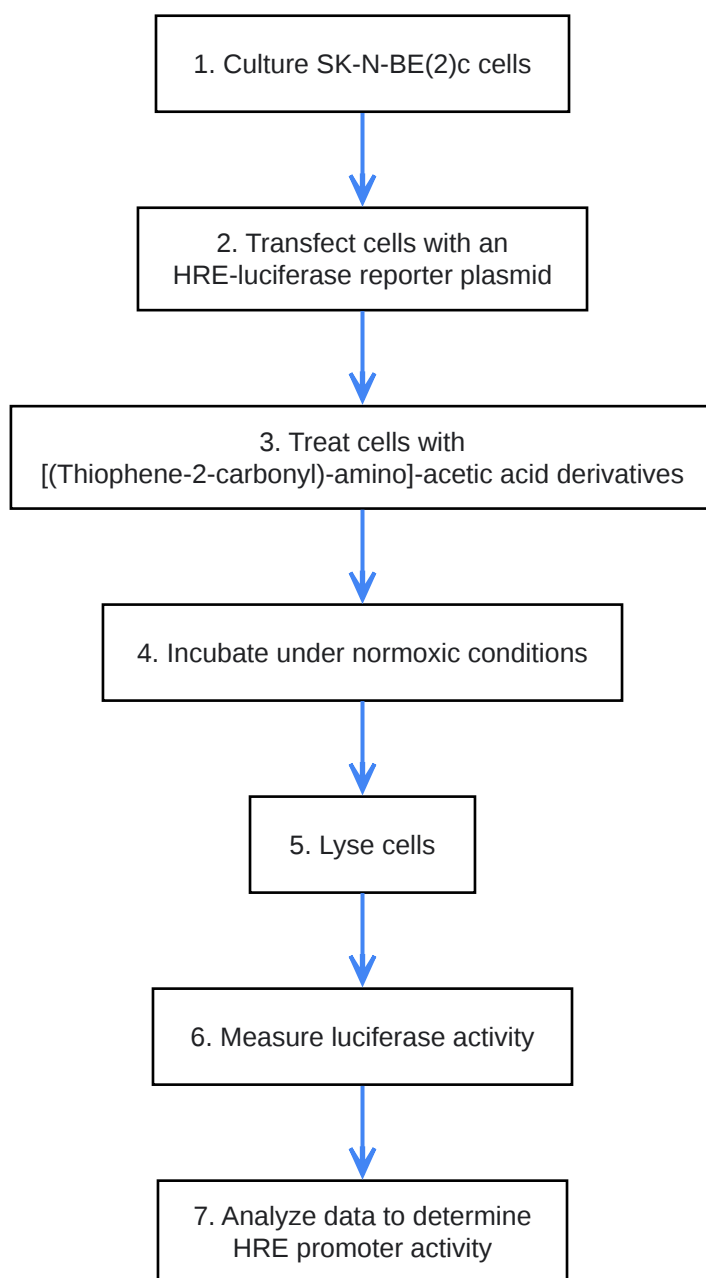 1. Culture SK-N-BE(2)c cells
2. Transfect cells with an
HRE-luciferase reporter plasmid
3. Treat cells with
[(Thiophene-2-carbonyl)-amino]-acetic acid derivatives
4. Incubate under normoxic conditions
5. Lyse cells
6. Measure luciferase activity
7. Analyze data to determine
HRE promoter activity